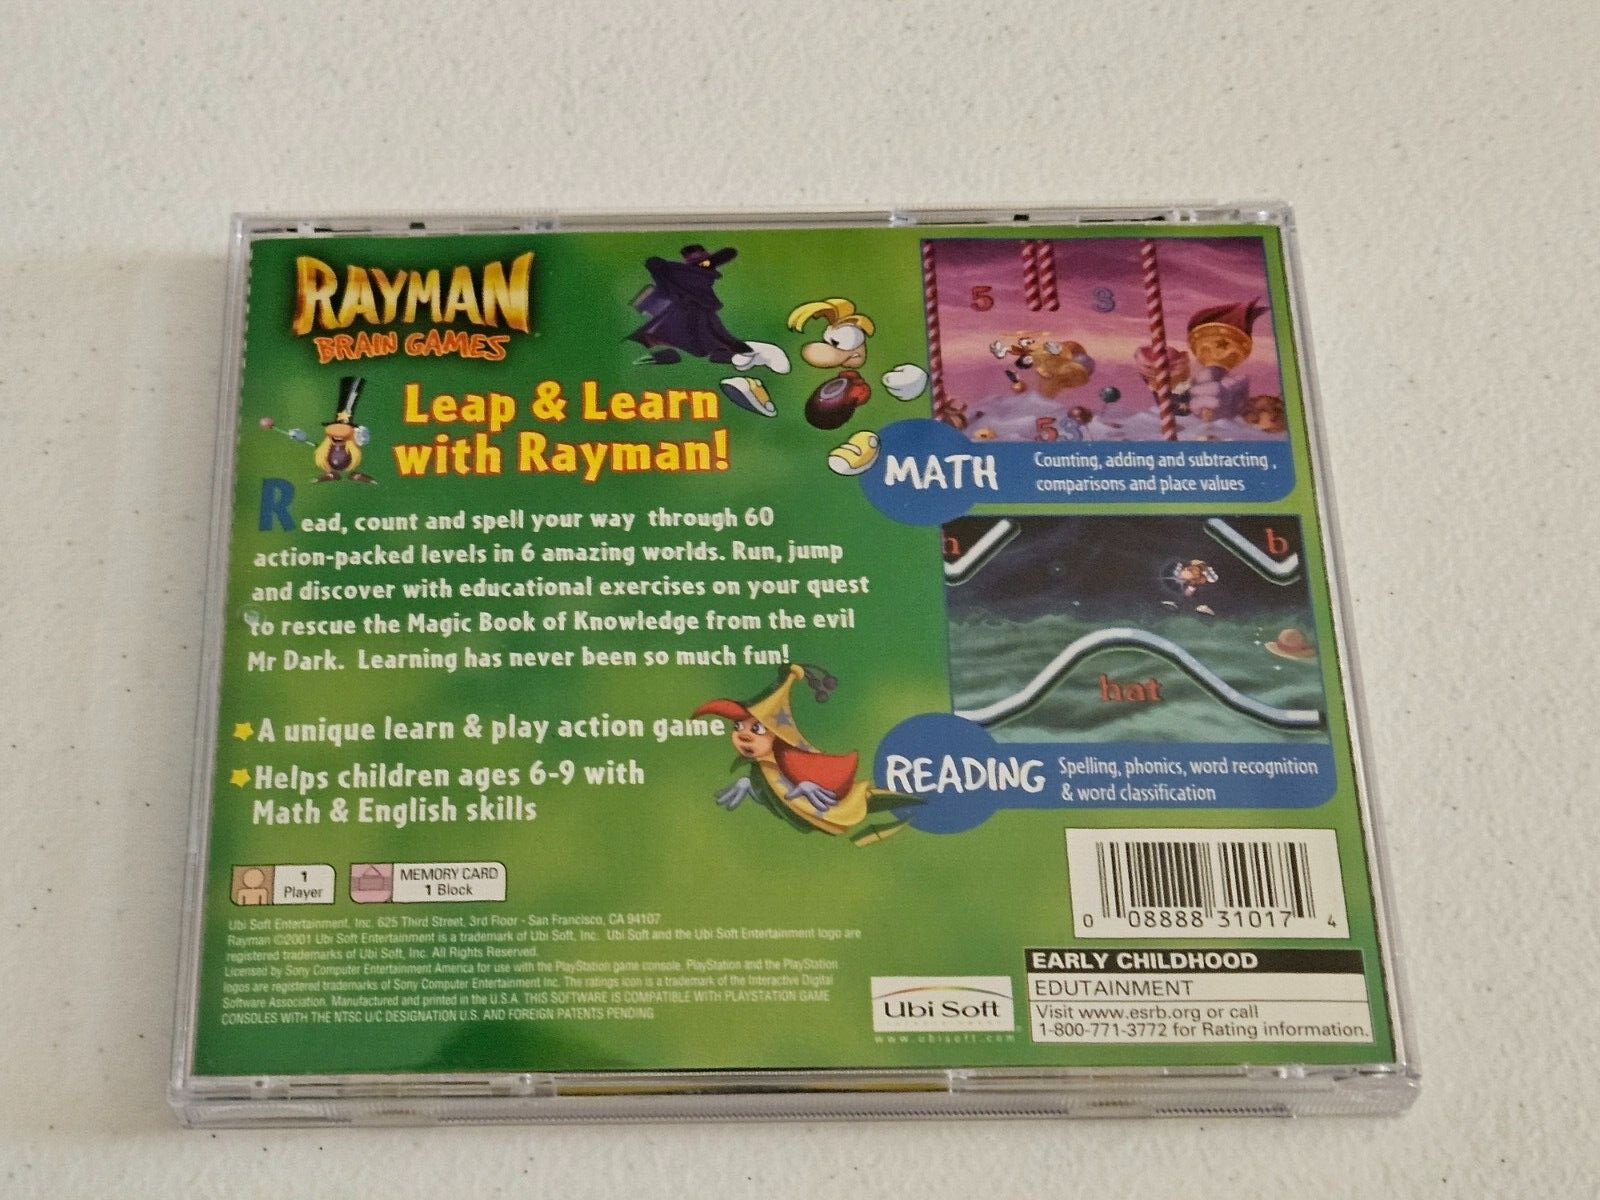 RAYMAN
BRAIN GAMES
Leap & Learn
with Rayman!
Read, count and spell your way through 60
action-packed levels in 6 amazing worlds. Run, jump
and discover with educational exercises on your quest
to rescue the Magic Book of Knowledge from the evil
Mr Dark. Learning has never been so much fun!
A unique learn & play action game
Helps children ages 6-9 with
Math & English skills
5 3
53
MATH
Counting, adding and subtracting,
comparisons and place values
h b
hat
READING
Spelling, phonics, word recognition
& word classification
1
Player
MEMORY CARD
1 Block
Ubi Soft Entertainment, Inc. 625 Third Street, 3rd Floor - San Francisco, CA 94107
Rayman ©2001 Ubi Soft Entertainment is a trademark of Ubi Soft, Inc. Ubi Soft and the Ubi Soft Entertainment logo are
registered trademarks of Ubi Soft, Inc. All Rights Reserved.
Licensed by Sony Computer Entertainment America for use with the PlayStation game console. PlayStation and the PlayStation
logos are registered trademarks of Sony Computer Entertainment Inc. The ratings icon is a trademark of the Interactive Digital
Software Association. Manufactured and printed in the U.S.A. THIS SOFTWARE IS COMPATIBLE WITH PLAYSTATION GAME
CONSOLES WITH THE NTSC U/C DESIGNATION U.S. AND FOREIGN PATENTS PENDING
Ubi Soft
www.ubisoft.com
0 08888 31017 4
EARLY CHILDHOOD
EDUTAINMENT
Visit www.esrb.org or call
1-800-771-3772 for Rating information.